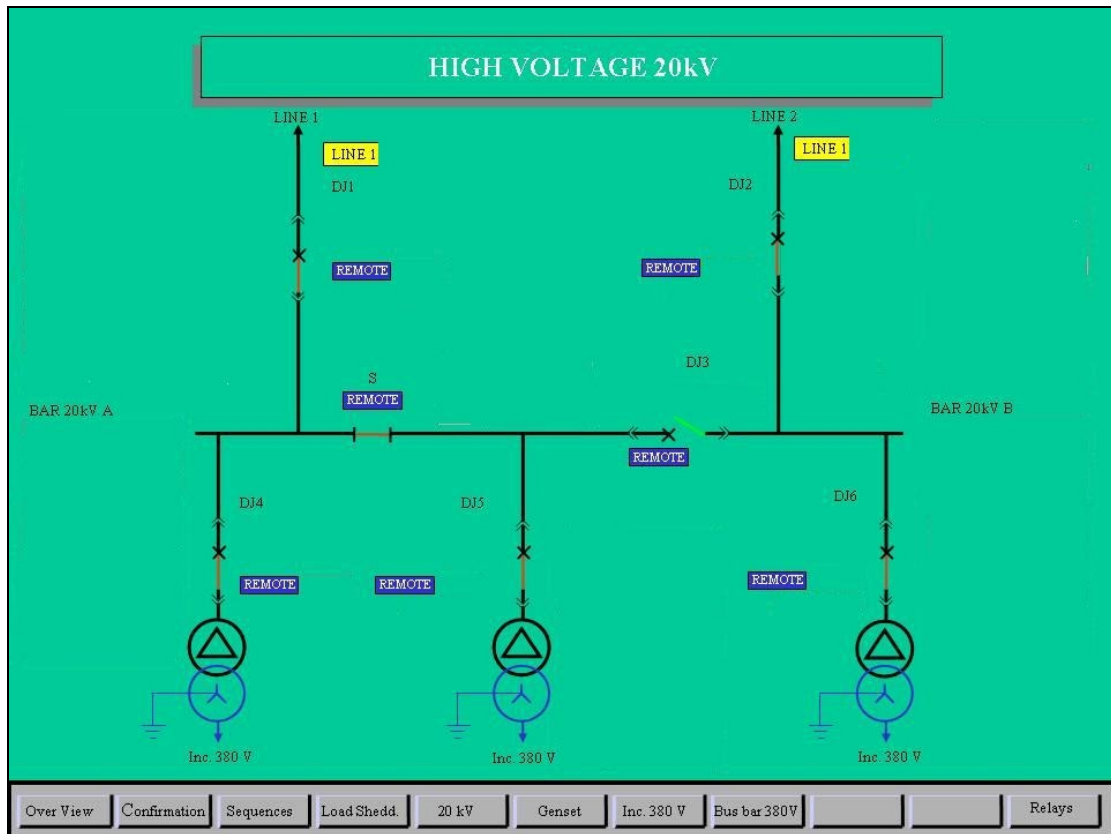 HIGH VOLTAGE 20kV
LINE 1
LINE 2
LINE 1
LINE 1
DJ1
DJ2
REMOTE
REMOTE
DJ3
S
REMOTE
BAR 20kV A
BAR 20kV B
REMOTE
DJ4
DJ5
DJ6
REMOTE
REMOTE
REMOTE
Inc. 380 V
Inc. 380 V
Inc. 380 V
Over View
Confirmation
Sequences
Load Shedd.
20 kV
Genset
Inc. 380 V
Bus bar 380V
Relays